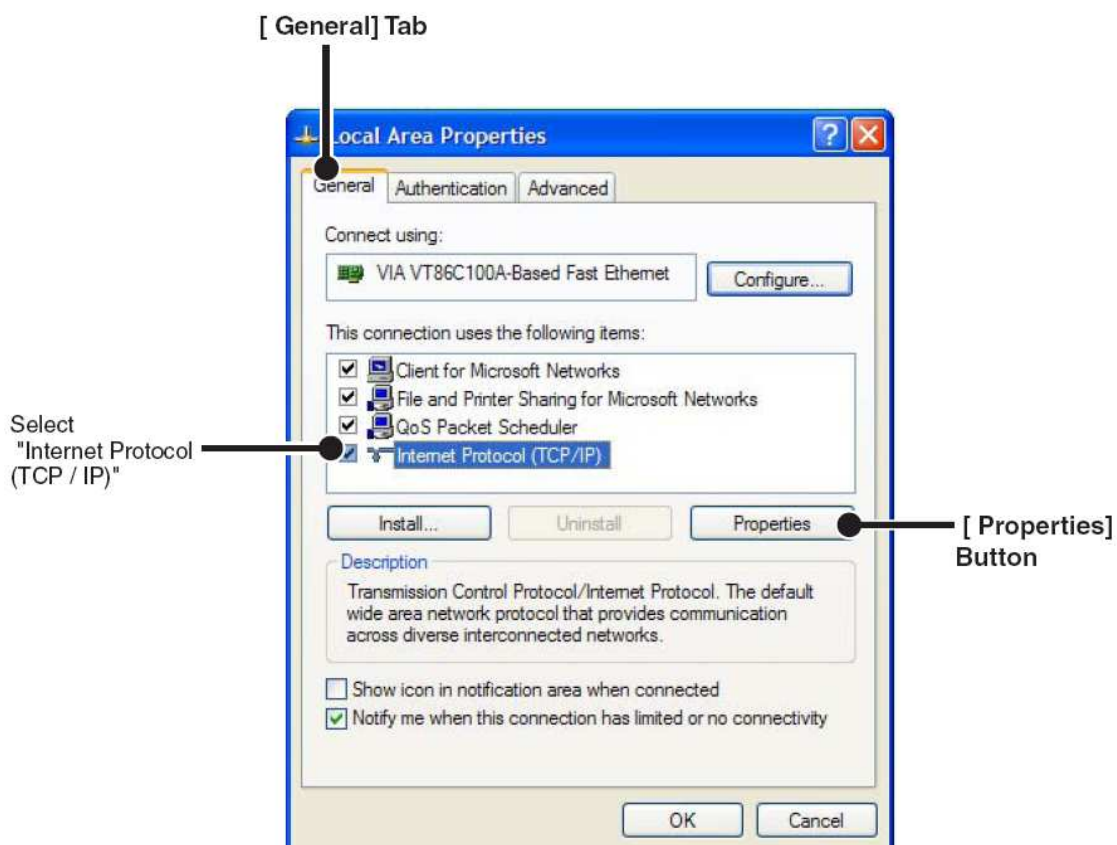 [ General] Tab
Local Area Properties
General
Authentication
Advanced
Connect using:
VIA VT86C100A-Based Fast Ethernet
Configure...
This connection uses the following items:
Client for Microsoft Networks
File and Printer Sharing for Microsoft Networks
QoS Packet Scheduler
Internet Protocol (TCP/IP)
Select
"Internet Protocol
(TCP / IP)"
Install...
Uninstall
Properties
[ Properties]
Button
Description
Transmission Control Protocol/Internet Protocol. The default
wide area network protocol that provides communication
across diverse interconnected networks.
Show icon in notification area when connected
Notify me when this connection has limited or no connectivity
OK
Cancel